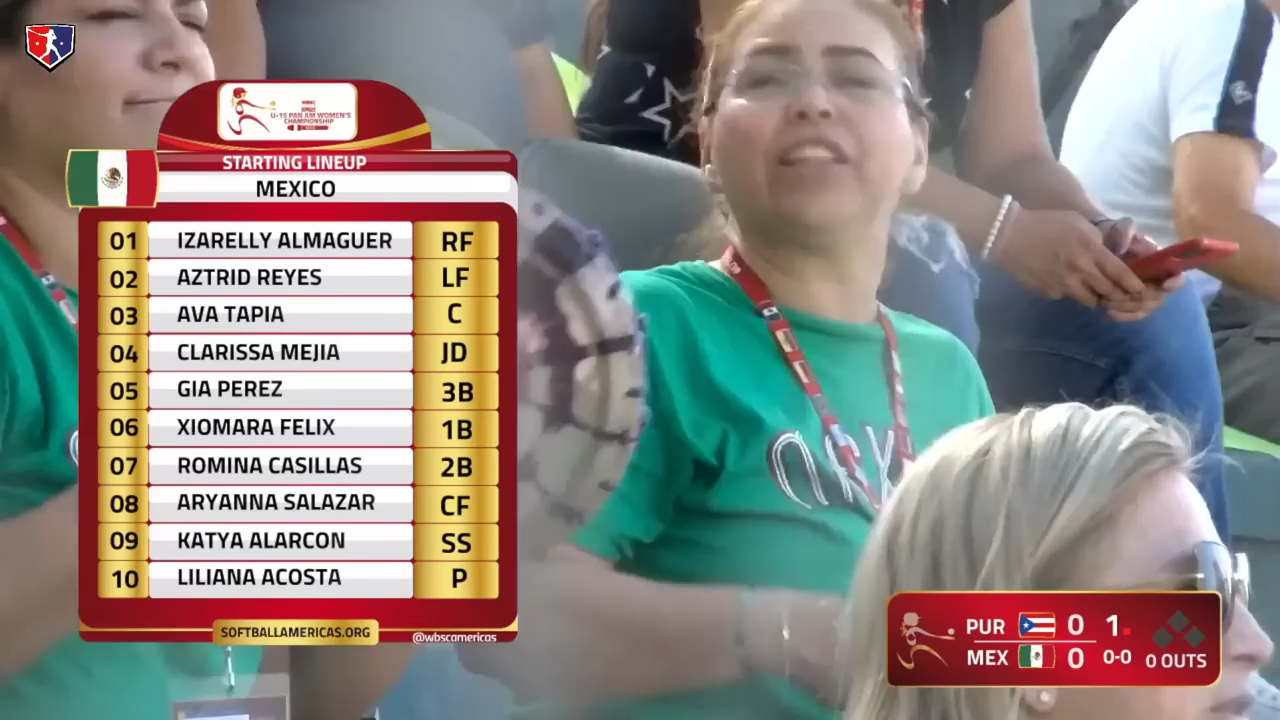 WBSC
U-15 PAN AM WOMEN'S
CHAMPIONSHIP
STARTING LINEUP
MEXICO
01 IZARELLY ALMAGUER RF
02 AZTRID REYES LF
03 AVA TAPIA C
04 CLARISSA MEJIA JD
05 GIA PEREZ 3B
06 XIOMARA FELIX 1B
07 ROMINA CASILLAS 2B
08 ARYANNA SALAZAR CF
09 KATYA ALARCON SS
10 LILIANA ACOSTA P
SOFTBALLAMERICAS.ORG
@wbscamericas
PUR 0 1
MEX 0 0-0 0 OUTS